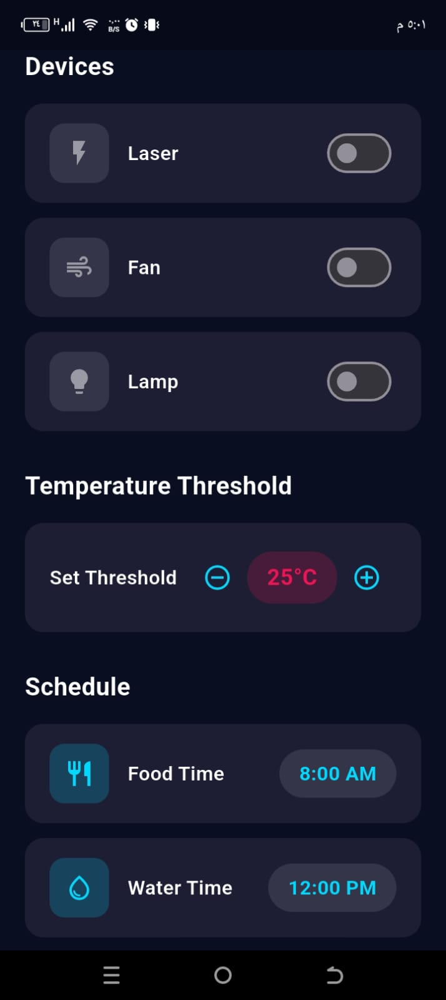 ٢٤ H B/S ٥:٠١ م
Devices
Laser
Fan
Lamp
Temperature Threshold
Set Threshold 25°C
Schedule
Food Time 8:00 AM
Water Time 12:00 PM